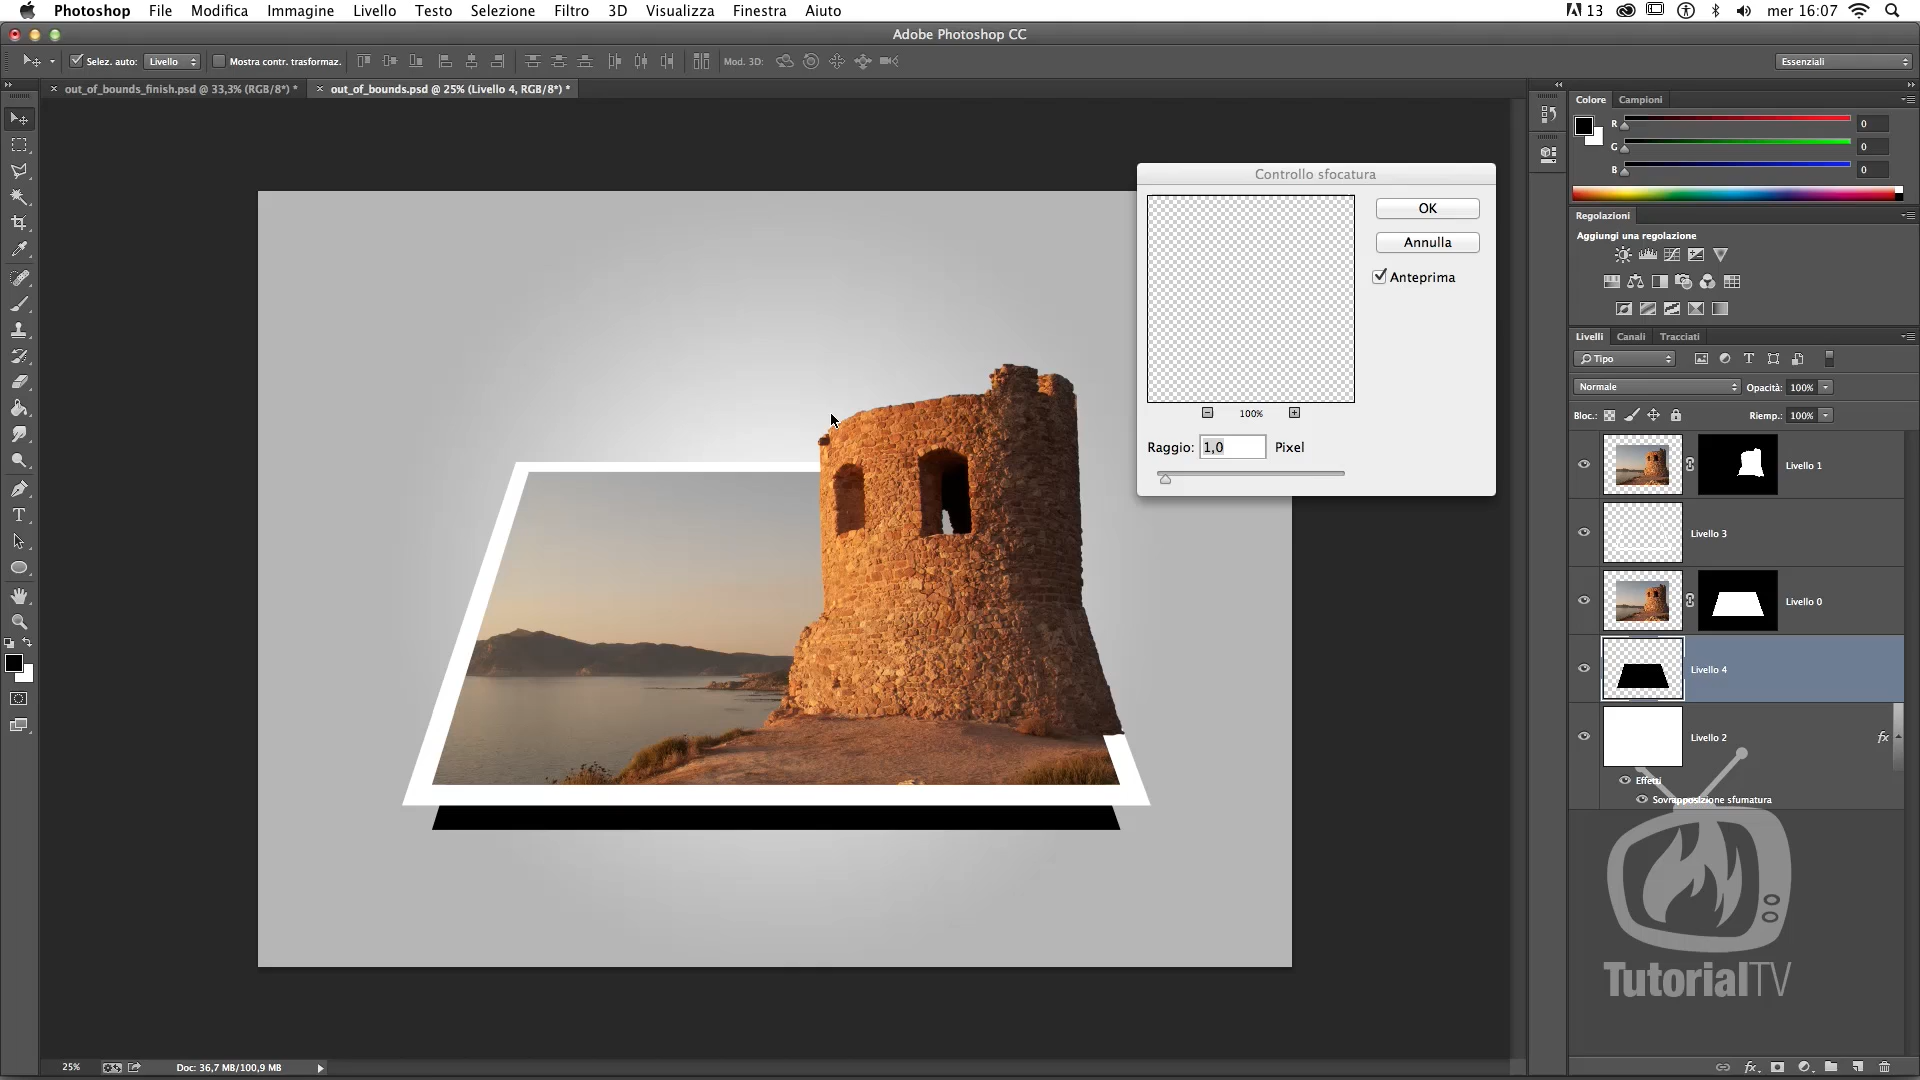 Photoshop File Modifica Immagine Livello Testo Selezione Filtro 3D Visualizza Finestra Aiuto 13 mer 16:07
Adobe Photoshop CC
Selez. auto: Livello Mostra contr. trasformaz. Mod. 3D: Essenziali
out_of_bounds_finish.psd @ 33,3% (RGB/8*) * out_of_bounds.psd @ 25% (Livello 4, RGB/8*) *
Colore Campioni
R 0
G 0
B 0
Regolazioni
Aggiungi una regolazione
Livelli Canali Tracciati
Tipo
Normale Opacità: 100%
Bloc.: Riemp.: 100%
Livello 1
Livello 3
Livello 0
Livello 4
Livello 2 fx
Effetti
Sovrapposizione sfumatura
Controllo sfocatura
OK
Annulla
Anteprima
100%
Raggio: 1,0 Pixel
TutorialTV
25% Doc: 36,7 MB/100,9 MB